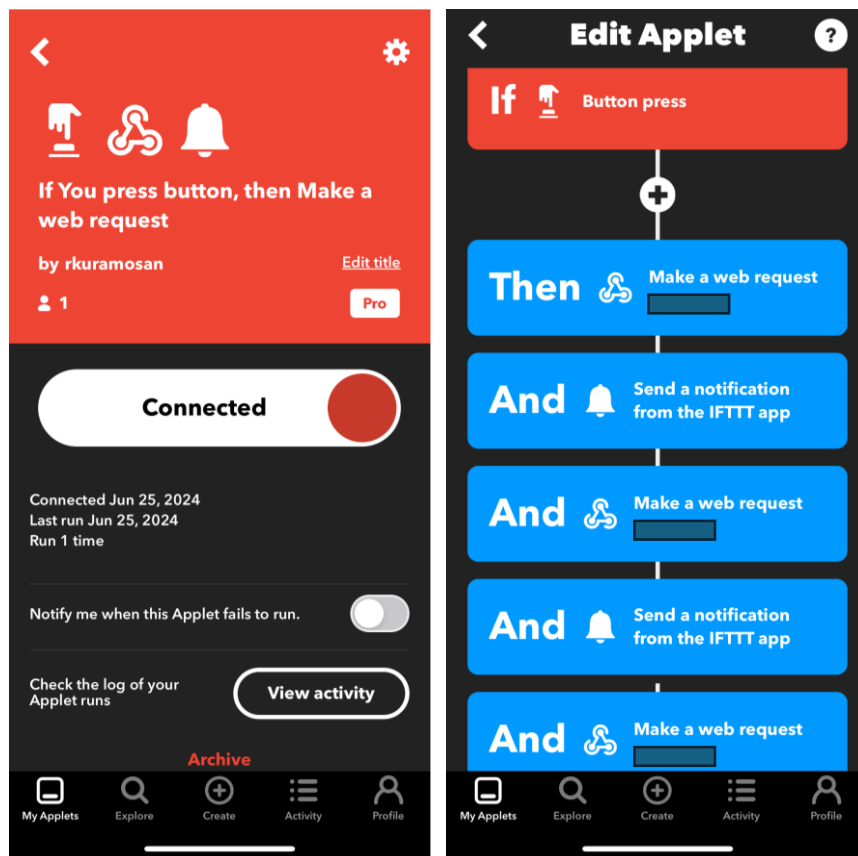 If You press button, then Make a
web request
by rkuramosan
Edit title
1
Pro
Connected
Connected Jun 25, 2024
Last run Jun 25, 2024
Run 1 time
Notify me when this Applet fails to run.
Check the log of your
Applet runs
View activity
Archive
My Applets
Explore
Create
Activity
Profile
Edit Applet
?
If
Button press
Then
Make a web request
And
Send a notification
from the IFTTT app
And
Make a web request
And
Send a notification
from the IFTTT app
And
Make a web request
My Applets
Explore
Create
Activity
Profile